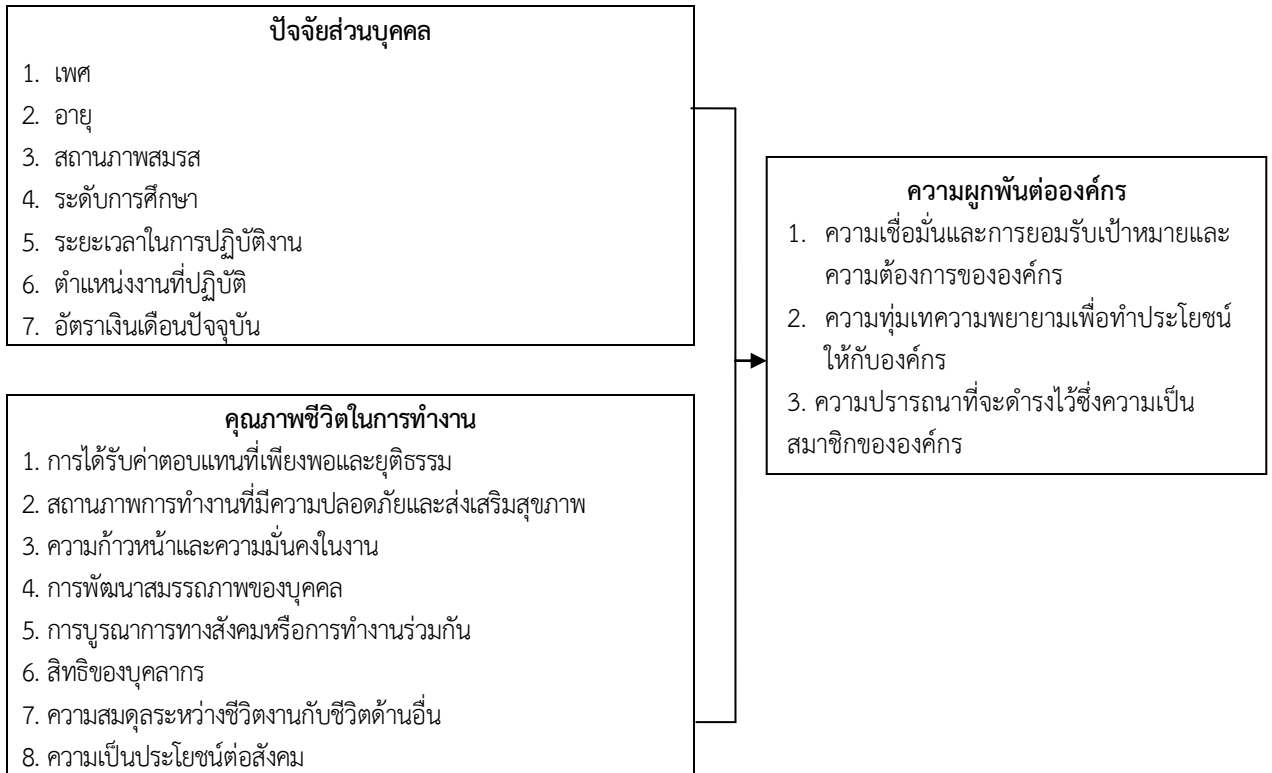 ปัจจัยส่วนบุคคล
1. เพศ
2. อายุ
3. สถานภาพสมรส
4. ระดับการศึกษา
5. ระยะเวลาในการปฏิบัติงาน
6. ตำแหน่งงานที่ปฏิบัติ
7. อัตราเงินเดือนปัจจุบัน
คุณภาพชีวิตในการทำงาน
1. การได้รับค่าตอบแทนที่เพียงพอและยุติธรรม
2. สถานภาพการทำงานที่มีความปลอดภัยและส่งเสริมสุขภาพ
3. ความก้าวหน้าและความมั่นคงในงาน
4. การพัฒนาสมรรถภาพของบุคคล
5. การบูรณาการทางสังคมหรือการทำงานร่วมกัน
6. สิทธิของบุคลากร
7. ความสมดุลระหว่างชีวิตงานกับชีวิตด้านอื่น
8. ความเป็นประโยชน์ต่อสังคม
ความผูกพันต่อองค์กร
1. ความเชื่อมั่นและการยอมรับเป้าหมายและ
ความต้องการขององค์กร
2. ความทุ่มเทความพยายามเพื่อทำประโยชน์
ให้กับองค์กร
3. ความปรารถนาที่จะดำรงไว้ซึ่งความเป็น
สมาชิกขององค์กร